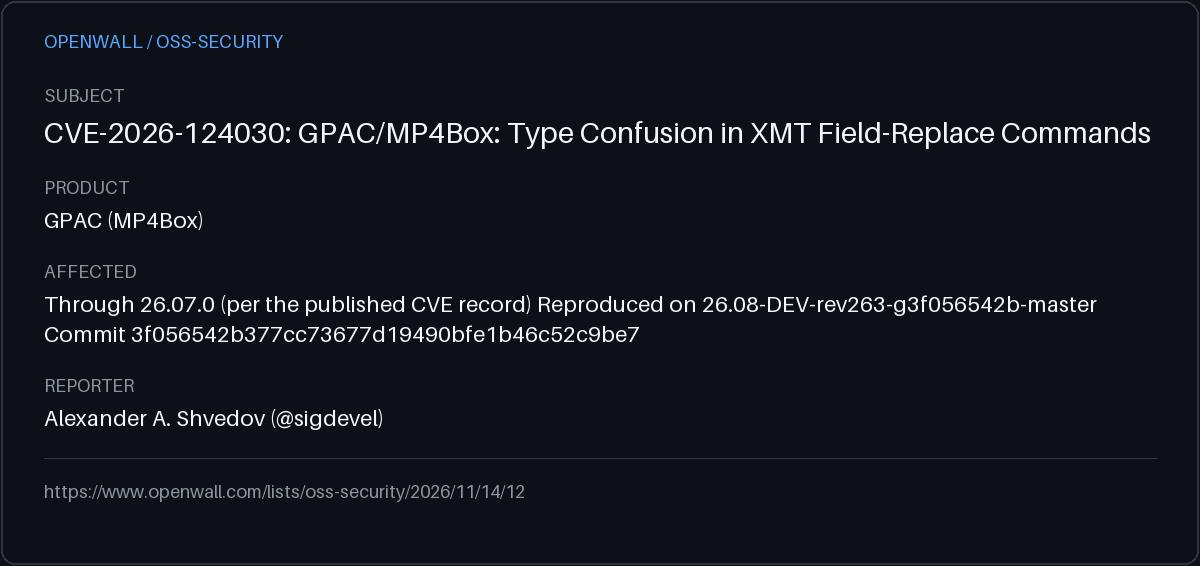 OPENWALL / OSS-SECURITY
SUBJECT
CVE-2026-124030: GPAC/MP4Box: Type Confusion in XMT Field-Replace Commands
PRODUCT
GPAC (MP4Box)
AFFECTED
Through 26.07.0 (per the published CVE record) Reproduced on 26.08-DEV-rev263-g3f056542b-master
Commit 3f056542b377cc73677d19490bfe1b46c52c9be7
REPORTER
Alexander A. Shvedov (@sigdevel)
https://www.openwall.com/lists/oss-security/2026/11/14/12